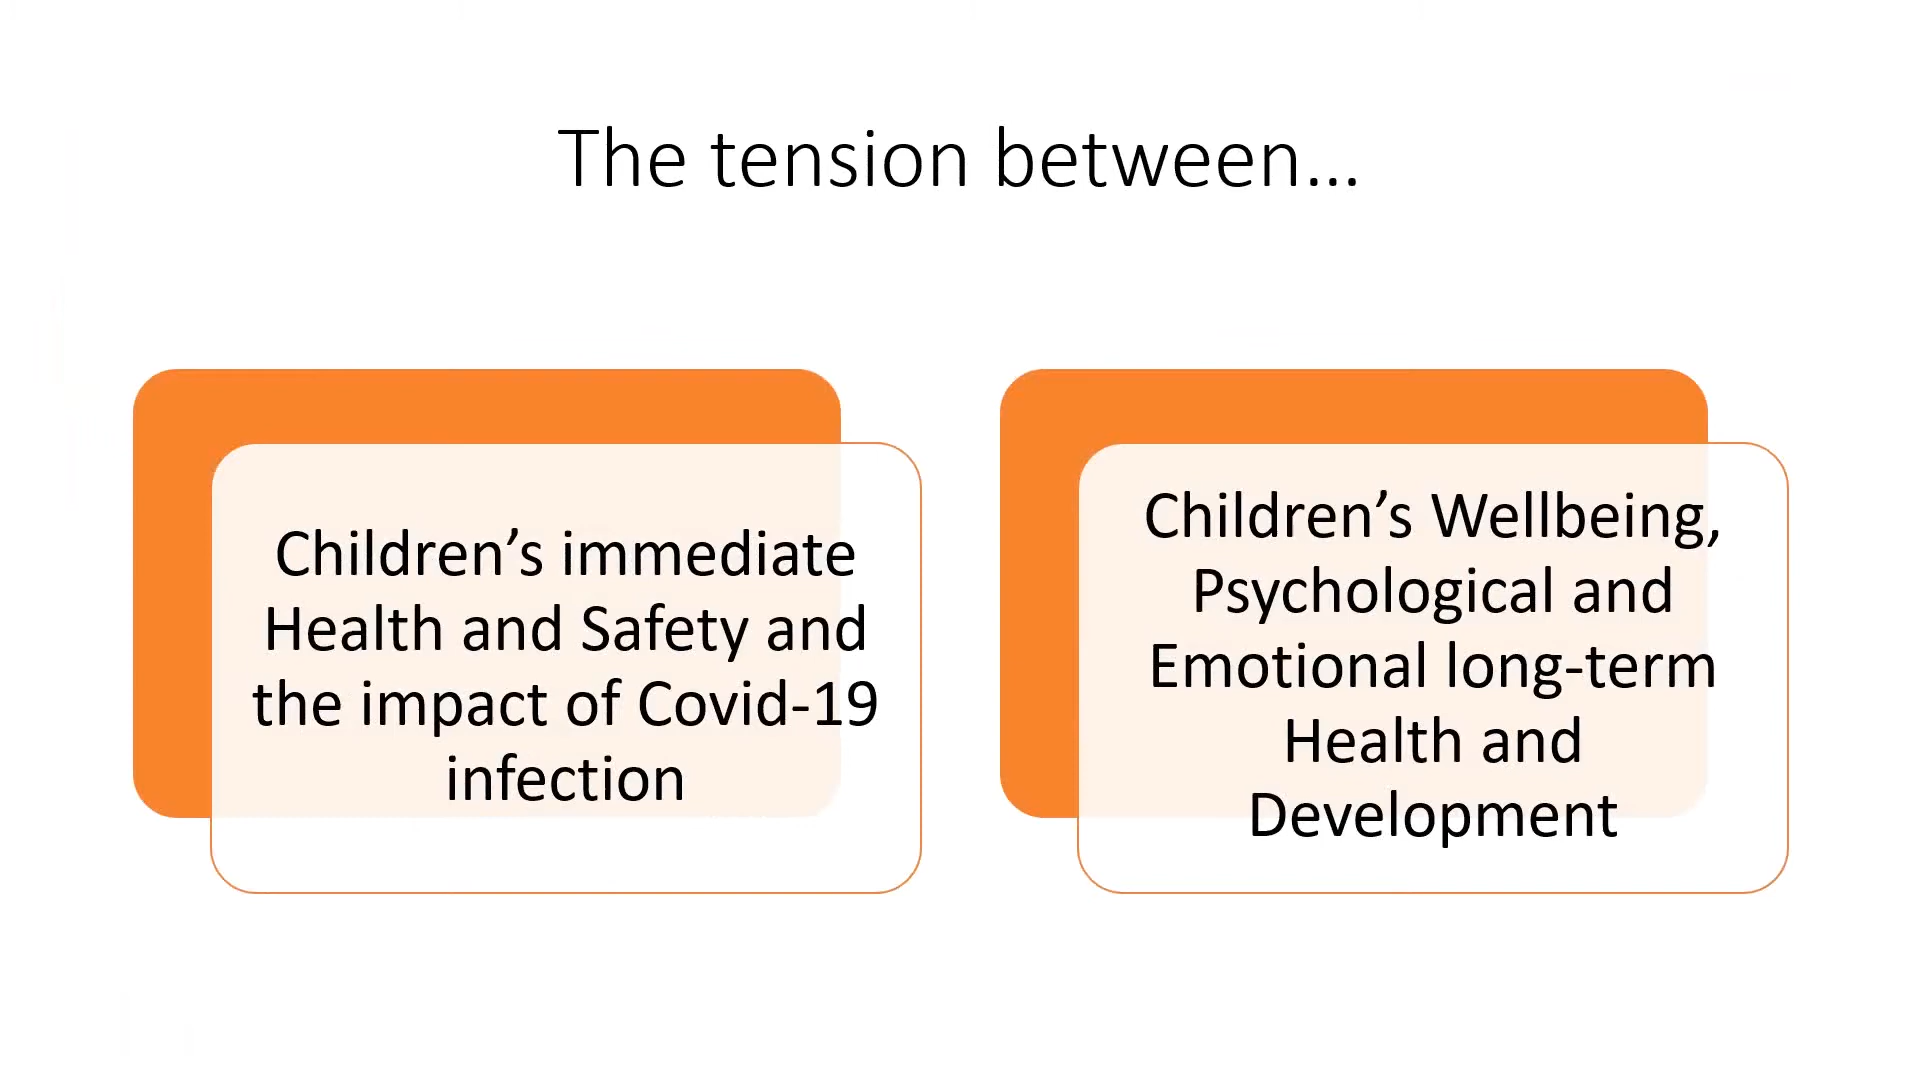 The tension between...
Children’s immediate
Health and Safety and
the impact of Covid-19
infection
Children’s Wellbeing,
Psychological and
Emotional long-term
Health and
Development